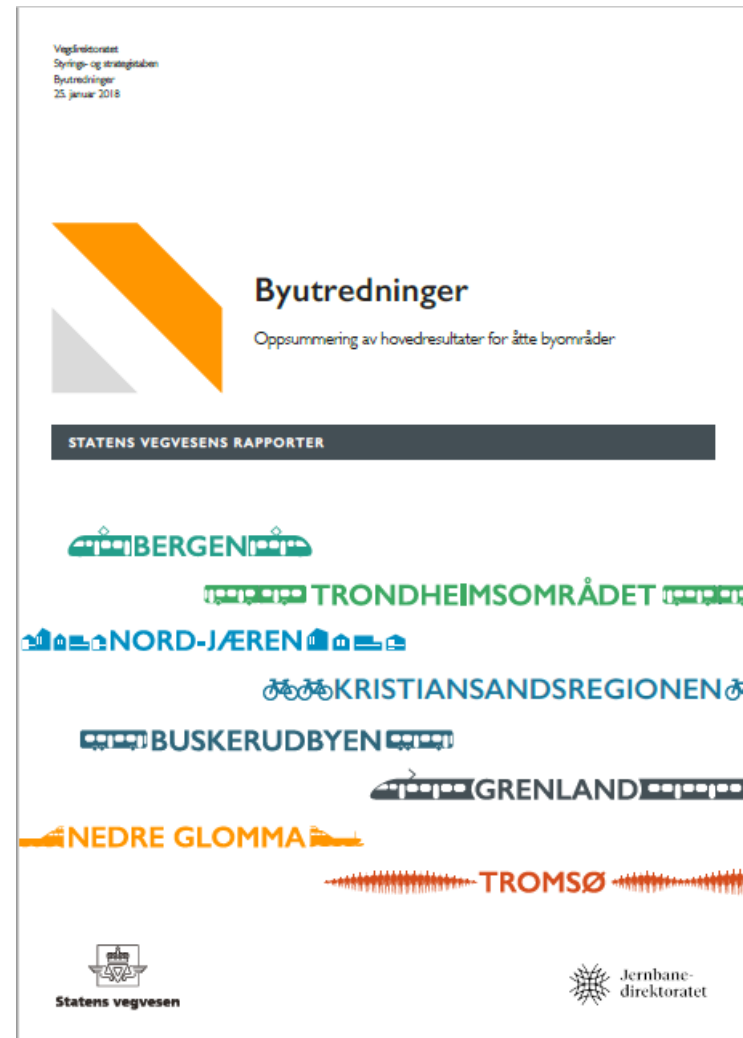 Vegdirektoratet
Styrings- og strategistaben
Byutredninger
25. januar 2018
Byutredninger
Oppsummering av hovedresultater for åtte byområder
STATENS VEGVESENS RAPPORTER
BERGEN
TRONDHEIMSOMRÅDET
NORD-JÆREN
KRISTIANSANDSREGIONEN
BUSKERUDBYEN
GRENLAND
NEDRE GLOMMA
TROMSØ
Statens vegvesen
Jernbane-
direktoratet